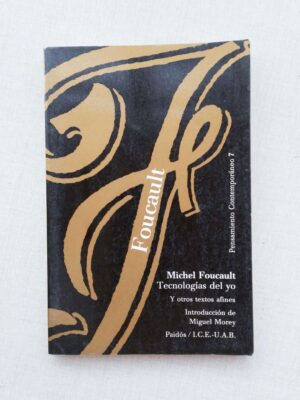 Foucault
Pensamiento Contemporáneo 7
Michel Foucault
Tecnologías del yo
Y otros textos afines
Introducción de
Miguel Morey
Paidós / I.C.E.-U.A.B.